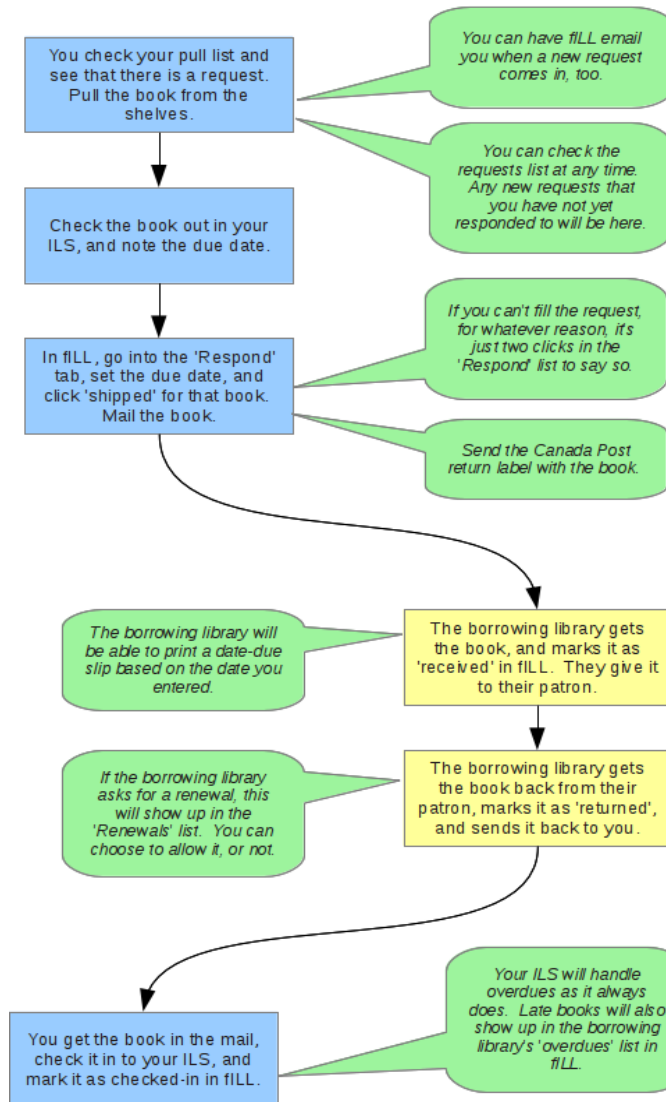 You check your pull list and
see that there is a request.
Pull the book from the
shelves.
You can have fILL email
you when a new request
comes in, too.
You can check the
requests list at any time.
Any new requests that
you have not yet
responded to will be here.
Check the book out in your
ILS, and note the due date.
If you can't fill the request,
for whatever reason, it's
just two clicks in the
'Respond' list to say so.
In fILL, go into the 'Respond'
tab, set the due date, and
click 'shipped' for that book.
Mail the book.
Send the Canada Post
return label with the book.
The borrowing library will
be able to print a date-due
slip based on the date you
entered.
The borrowing library gets
the book, and marks it as
'received' in fILL. They give it
to their patron.
If the borrowing library
asks for a renewal, this
will show up in the
'Renewals' list. You can
choose to allow it, or not.
The borrowing library gets
the book back from their
patron, marks it as 'returned',
and sends it back to you.
Your ILS will handle
overdues as it always
does. Late books will also
show up in the borrowing
library's 'overdues' list in
fILL.
You get the book in the mail,
check it in to your ILS, and
mark it as checked-in in fILL.